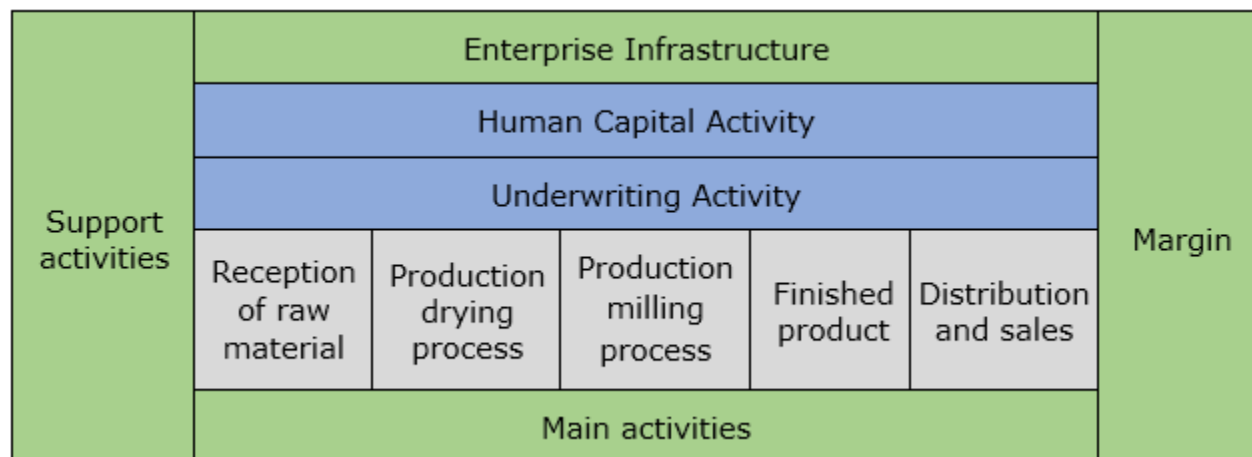 Enterprise Infrastructure
Human Capital Activity
Underwriting Activity
Support
activities
Margin
Reception
of raw
material
Production
drying
process
Production
milling
process
Finished
product
Distribution
and sales
Main activities